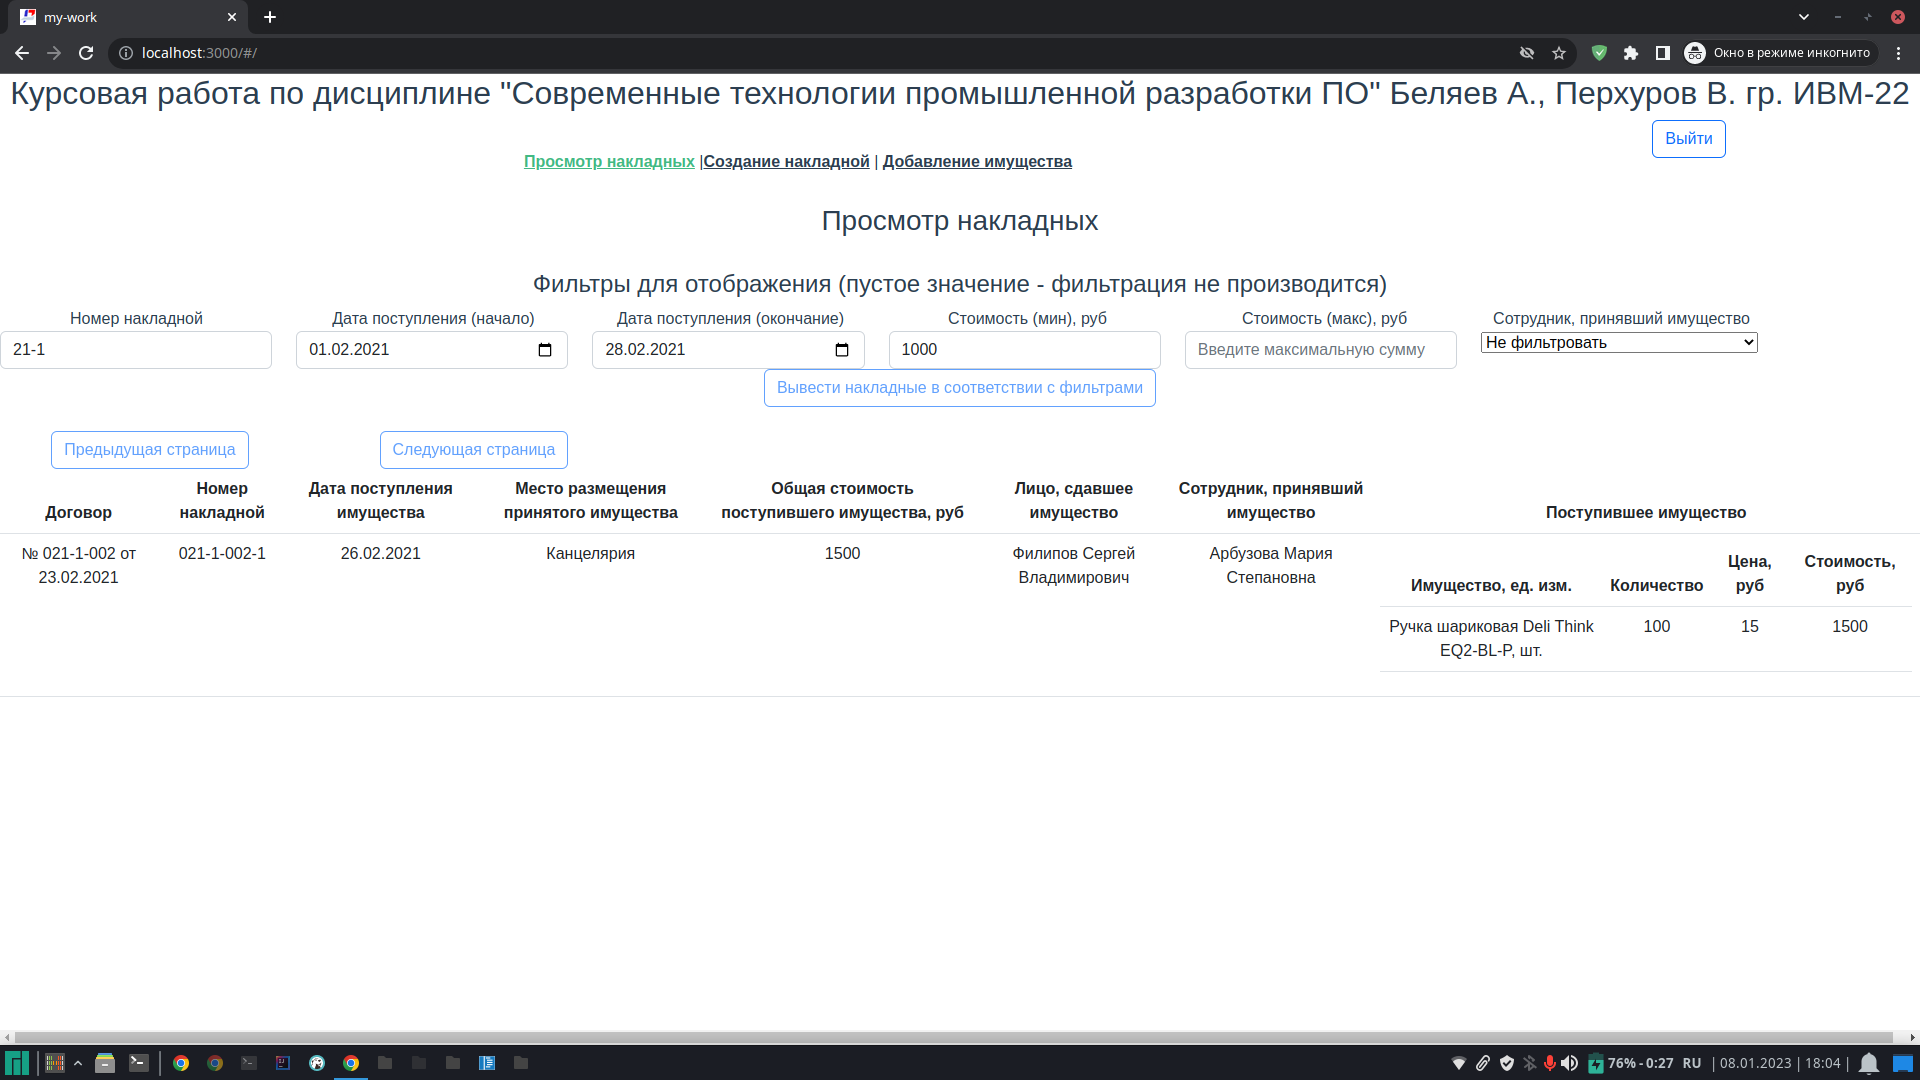 my-work
localhost:3000/#/
Окно в режиме инкогнито
Курсовая работа по дисциплине "Современные технологии промышленной разработки ПО" Беляев А., Перхуров В. гр. ИВМ-22
Выйти
Просмотр накладных |Создание накладной | Добавление имущества
Просмотр накладных
Фильтры для отображения (пустое значение - фильтрация не производится)
Номер накладной
21-1
Дата поступления (начало)
01.02.2021
Дата поступления (окончание)
28.02.2021
Стоимость (мин), руб
1000
Стоимость (макс), руб
Введите максимальную сумму
Сотрудник, принявший имущество
Не фильтровать
Вывести накладные в соответствии с фильтрами
Предыдущая страница
Следующая страница
Договор
Номер
накладной
Дата поступления
имущества
Место размещения
принятого имущества
Общая стоимость
поступившего имущества, руб
Лицо, сдавшее
имущество
Сотрудник, принявший
имущество
Поступившее имущество
№ 021-1-002 от
23.02.2021
021-1-002-1
26.02.2021
Канцелярия
1500
Филипов Сергей
Владимирович
Арбузова Мария
Степановна
Имущество, ед. изм.
Количество
Цена,
руб
Стоимость,
руб
Ручка шариковая Deli Think
EQ2-BL-P, шт.
100
15
1500
76% - 0:27 RU | 08.01.2023 | 18:04 |